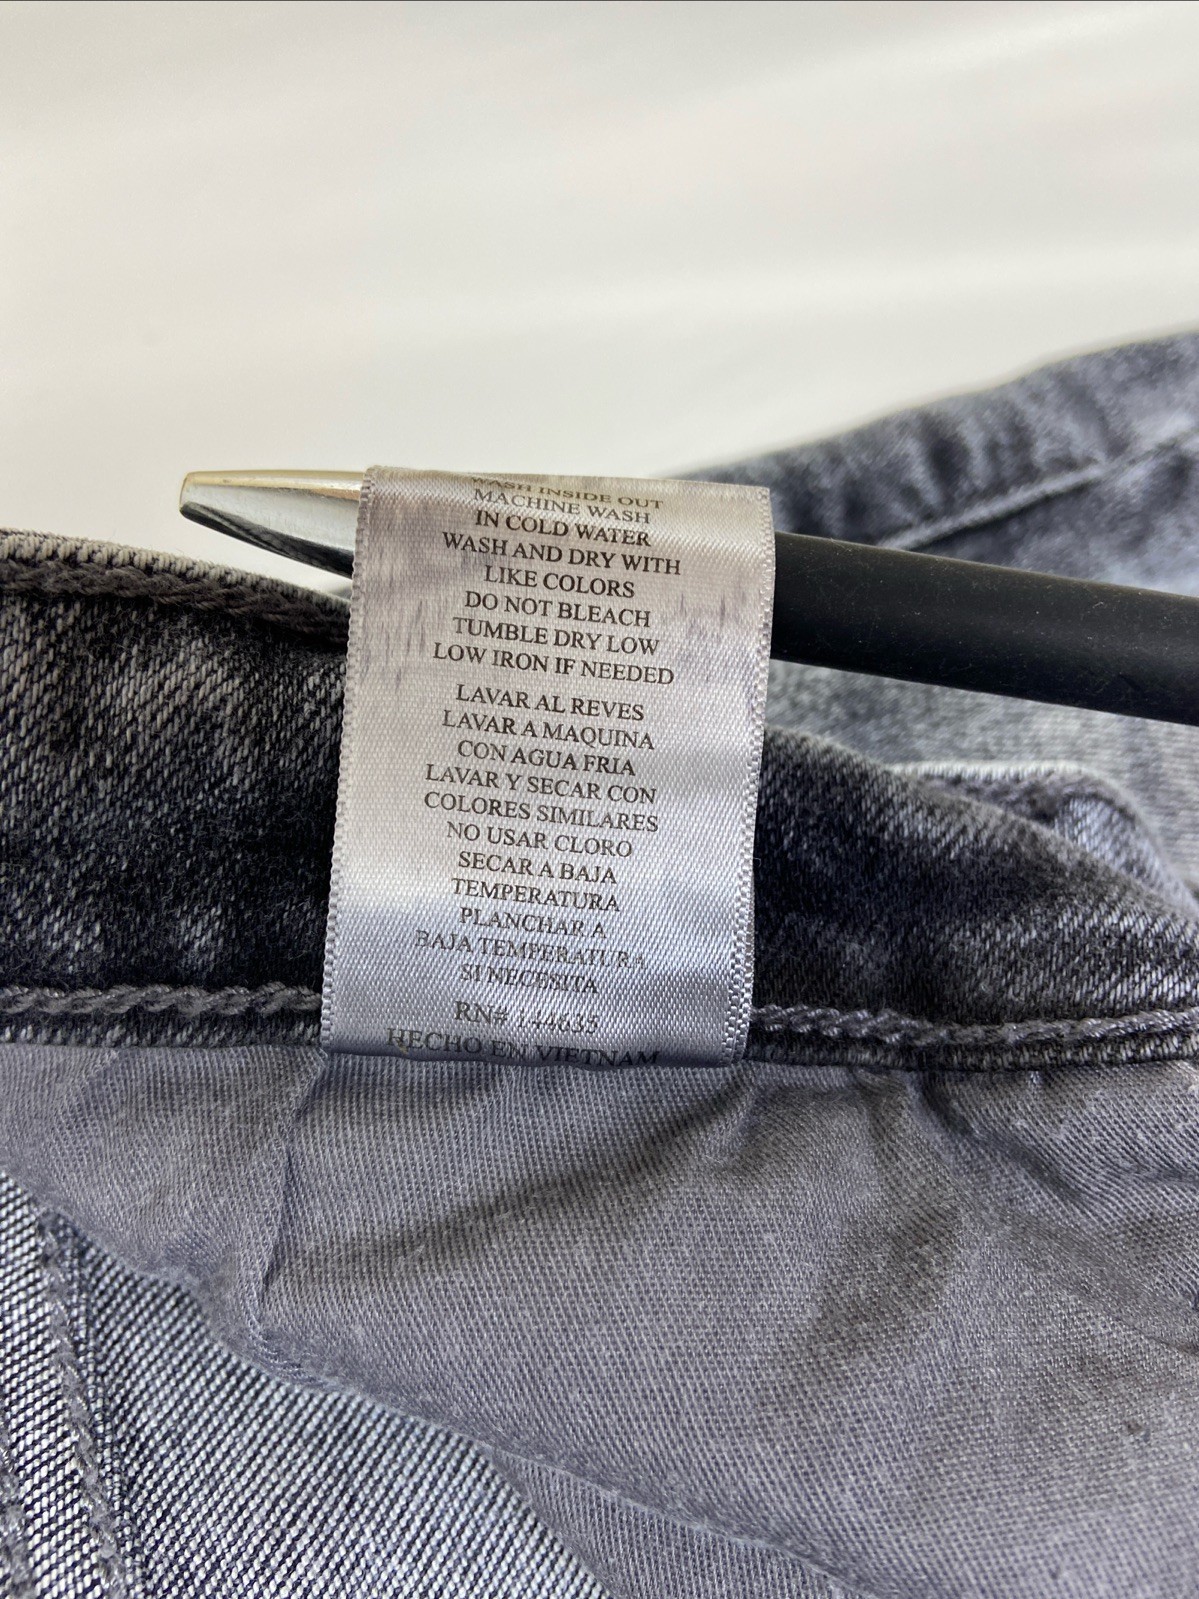 WASH INSIDE OUT
MACHINE WASH
IN COLD WATER
WASH AND DRY WITH
LIKE COLORS
DO NOT BLEACH
TUMBLE DRY LOW
LOW IRON IF NEEDED
LAVAR AL REVES
LAVAR A MAQUINA
CON AGUA FRIA
LAVAR Y SECAR CON
COLORES SIMILARES
NO USAR CLORO
SECAR A BAJA
TEMPERATURA
PLANCHAR A
BAJA TEMPERATURA
SI NECESITA
RN# 144635
HECHO EN VIETNAM